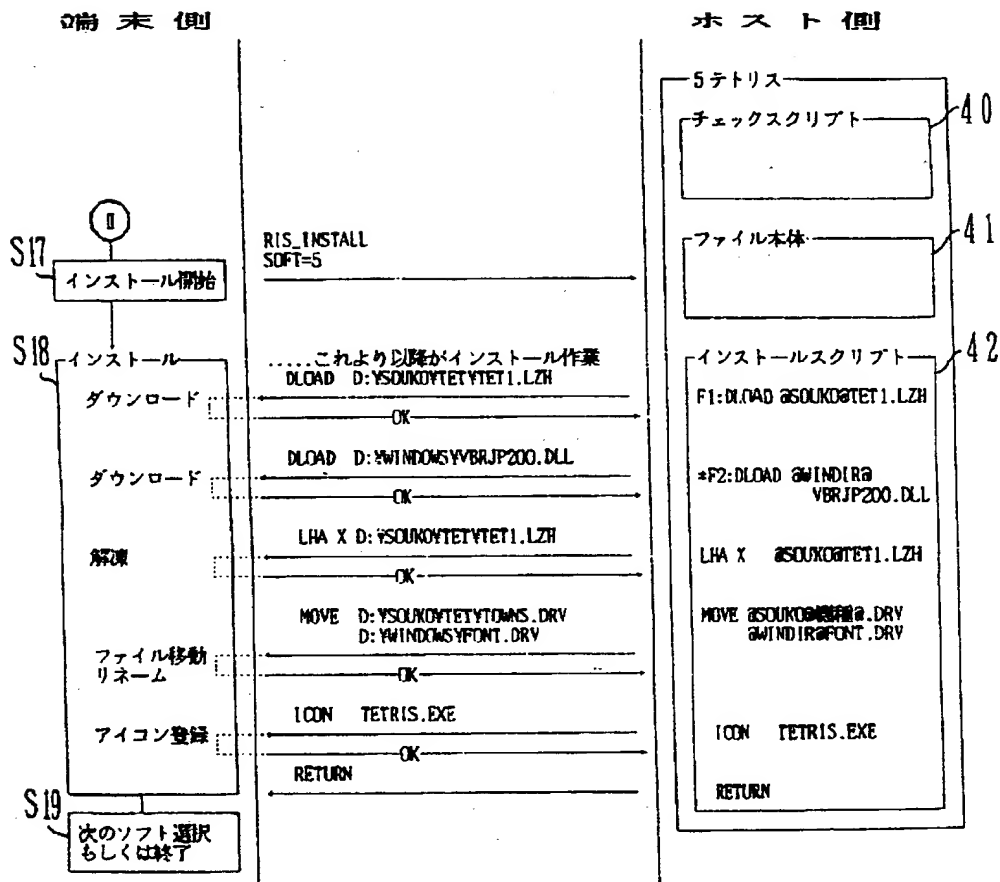 端末側
ホスト側
5テトリス
チェックスクリプト
40
ファイル本体
41
II
S17
インストール開始
RIS_INSTALL
SOFT=5
S18
インストール
.....これより以降がインストール作業
インストールスクリプト
42
ダウンロード
DLOAD D:¥SOUKO¥TET¥TET1.LZH
OK
F1:DLOAD @SOUKO@TET1.LZH
ダウンロード
DLOAD D:¥WINDOWS¥VBRJP200.DLL
OK
*F2:DLOAD @WINDIR@
VBRJP200.DLL
解凍
LHA X D:¥SOUKO¥TET¥TET1.LZH
OK
LHA X @SOUKO@TET1.LZH
ファイル移動
リネーム
MOVE D:¥SOUKO¥TET¥TOWNS.DRV
D:¥WINDOWS¥FONT.DRV
OK
MOVE @SOUKO@機種@.DRV
@WINDIR@FONT.DRV
アイコン登録
ICON TETRIS.EXE
OK
ICON TETRIS.EXE
RETURN
RETURN
S19
次のソフト選択
もしくは終了